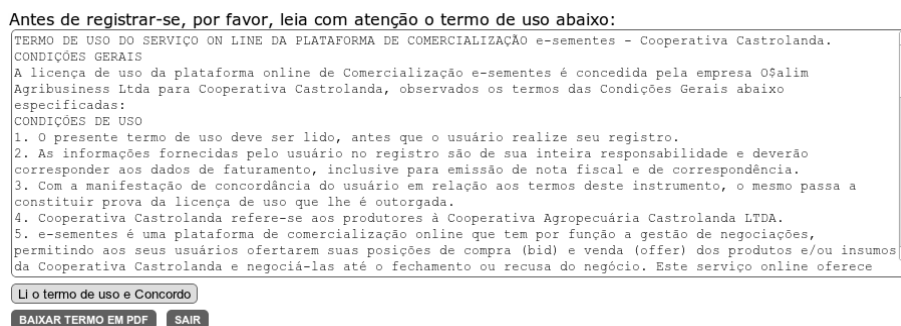 Antes de registrar-se, por favor, leia com atenção o termo de uso abaixo:
TERMO DE USO DO SERVIÇO ON LINE DA PLATAFORMA DE COMERCIALIZAÇÃO e-sementes - Cooperativa Castrolanda.
CONDIÇÕES GERAIS
A licença de uso da plataforma online de Comercialização e-sementes é concedida pela empresa O$alim
Agribusiness Ltda para Cooperativa Castrolanda, observados os termos das Condições Gerais abaixo
especificadas:
CONDIÇÕES DE USO
1. O presente termo de uso deve ser lido, antes que o usuário realize seu registro.
2. As informações fornecidas pelo usuário no registro são de sua inteira responsabilidade e deverão
corresponder aos dados de faturamento, inclusive para emissão de nota fiscal e de correspondência.
3. Com a manifestação de concordância do usuário em relação aos termos deste instrumento, o mesmo passa a
constituir prova da licença de uso que lhe é outorgada.
4. Cooperativa Castrolanda refere-se aos produtores à Cooperativa Agropecuária Castrolanda LTDA.
5. e-sementes é uma plataforma de comercialização online que tem por função a gestão de negociações,
permitindo aos seus usuários ofertarem suas posições de compra (bid) e venda (offer) dos produtos e/ou insumos
da Cooperativa Castrolanda e negociá-las até o fechamento ou recusa do negócio. Este serviço online oferece
Li o termo de uso e Concordo
BAIXAR TERMO EM PDF SAIR